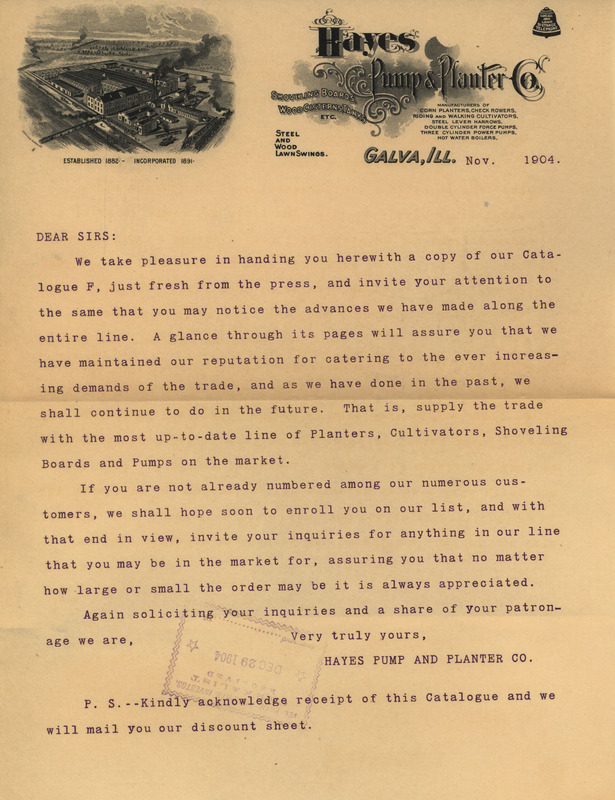 Hayes
Pump & Planter Co.
SHOVELING BOARDS,
WOOD CISTERNS, TANKS,
ETC.
STEEL
AND
WOOD
LAWN SWINGS.
MANUFACTURERS OF
CORN PLANTERS, CHECK ROWERS,
RIDING AND WALKING CULTIVATORS,
STEEL LEVER HARROWS,
DOUBLE CYLINDER FORCE PUMPS,
THREE CYLINDER POWER PUMPS,
HOT WATER BOILERS.
ESTABLISHED 1882- INCORPORATED 1891-
GALVA, ILL. Nov. 1904.
DEAR SIRS:
We take pleasure in handing you herewith a copy of our Cata-
logue F, just fresh from the press, and invite your attention to
the same that you may notice the advances we have made along the
entire line. A glance through its pages will assure you that we
have maintained our reputation for catering to the ever increas-
ing demands of the trade, and as we have done in the past, we
shall continue to do in the future. That is, supply the trade
with the most up-to-date line of Planters, Cultivators, Shoveling
Boards and Pumps on the market.
If you are not already numbered among our numerous cus-
tomers, we shall hope soon to enroll you on our list, and with
that end in view, invite your inquiries for anything in our line
that you may be in the market for, assuring you that no matter
how large or small the order may be it is always appreciated.
Again soliciting your inquiries and a share of your patron-
age we are, Very truly yours,
HAYES PUMP AND PLANTER CO.
DEC 29 1904
RECEIVED
P. S.--Kindly acknowledge receipt of this Catalogue and we
will mail you our discount sheet.